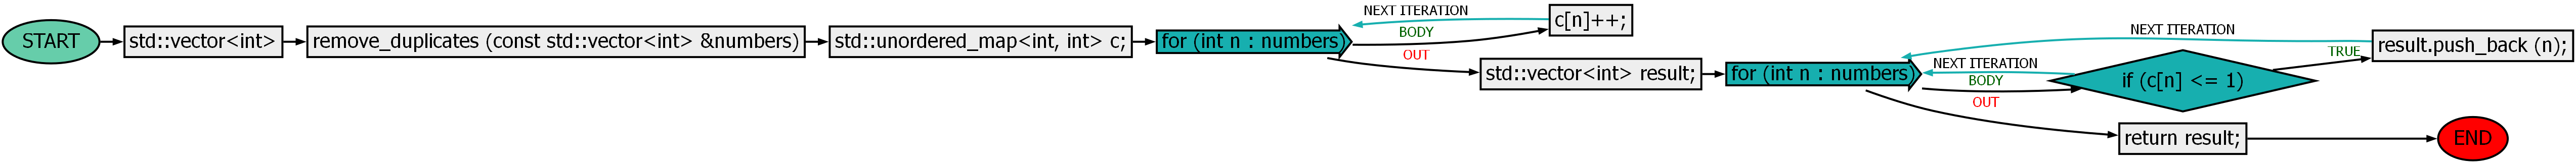 START
std::vector<int>
remove_duplicates (const std::vector<int> &numbers)
std::unordered_map<int, int> c;
for (int n : numbers)
NEXT ITERATION
BODY
c[n]++;
OUT
std::vector<int> result;
for (int n : numbers)
NEXT ITERATION
NEXT ITERATION
BODY
if (c[n] <= 1)
TRUE
result.push_back (n);
OUT
return result;
END